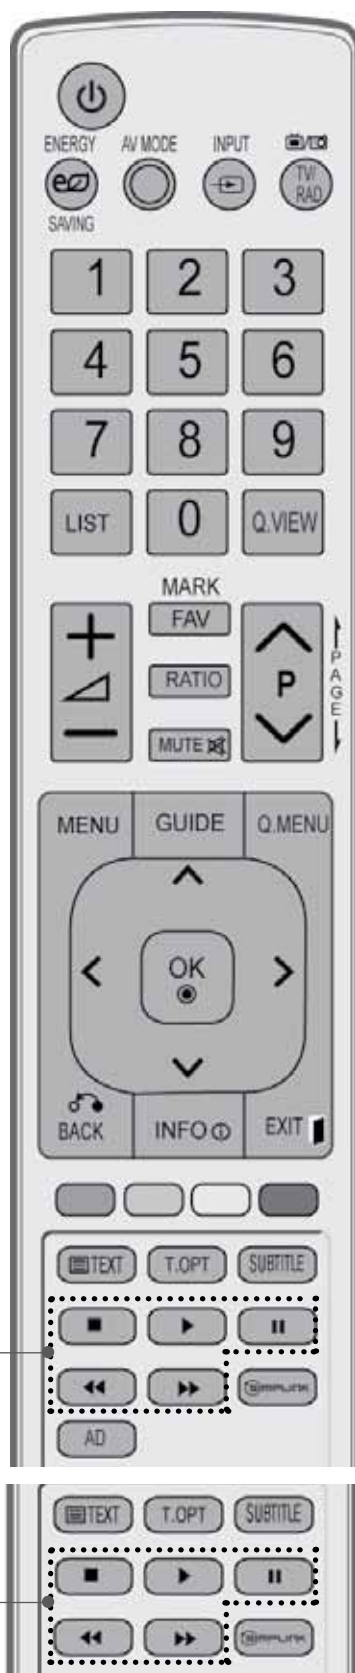 ENERGY AV MODE INPUT
TV/
RAD
SAVING
1 2 3
4 5 6
7 8 9
LIST 0 Q.VIEW
MARK
FAV
RATIO
P
PAGE
MUTE
MENU GUIDE Q.MENU
OK
BACK INFO EXIT
TEXT T.OPT SUBTITLE
SIMPLINK
AD
TEXT T.OPT SUBTITLE
SIMPLINK